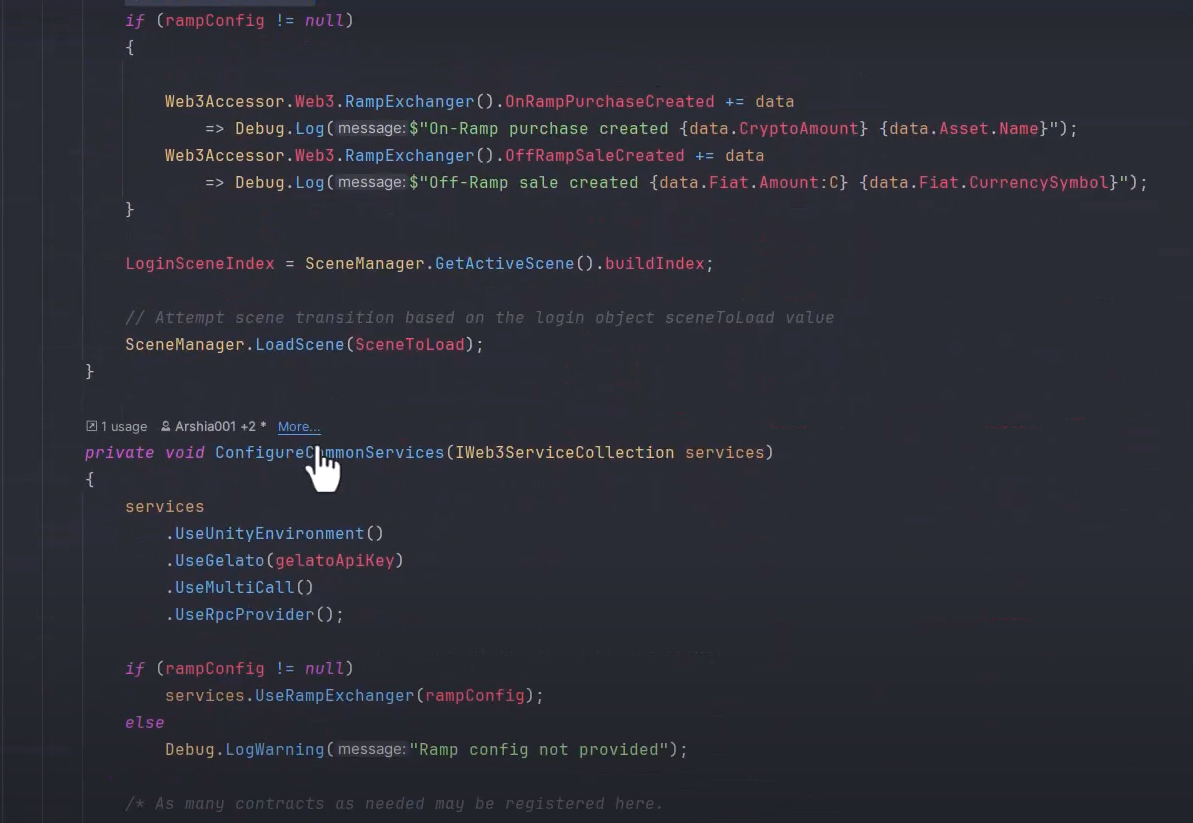 if (rampConfig != null)
{
Web3Accessor.Web3.RampExchanger().OnRampPurchaseCreated += data
=> Debug.Log( message: $"On-Ramp purchase created {data.CryptoAmount} {data.Asset.Name}");
Web3Accessor.Web3.RampExchanger().OffRampSaleCreated += data
=> Debug.Log( message: $"Off-Ramp sale created {data.Fiat.Amount:C} {data.Fiat.CurrencySymbol}");
}
LoginSceneIndex = SceneManager.GetActiveScene().buildIndex;
// Attempt scene transition based on the login object sceneToLoad value
SceneManager.LoadScene(SceneToLoad);
}
1 usage Arshia001 +2 * More...
private void ConfigureCommonServices(IWeb3ServiceCollection services)
{
services
.UseUnityEnvironment()
.UseGelato(gelatoApiKey)
.UseMultiCall()
.UseRpcProvider();
if (rampConfig != null)
services.UseRampExchanger(rampConfig);
else
Debug.LogWarning( message: "Ramp config not provided");
/* As many contracts as needed may be registered here.